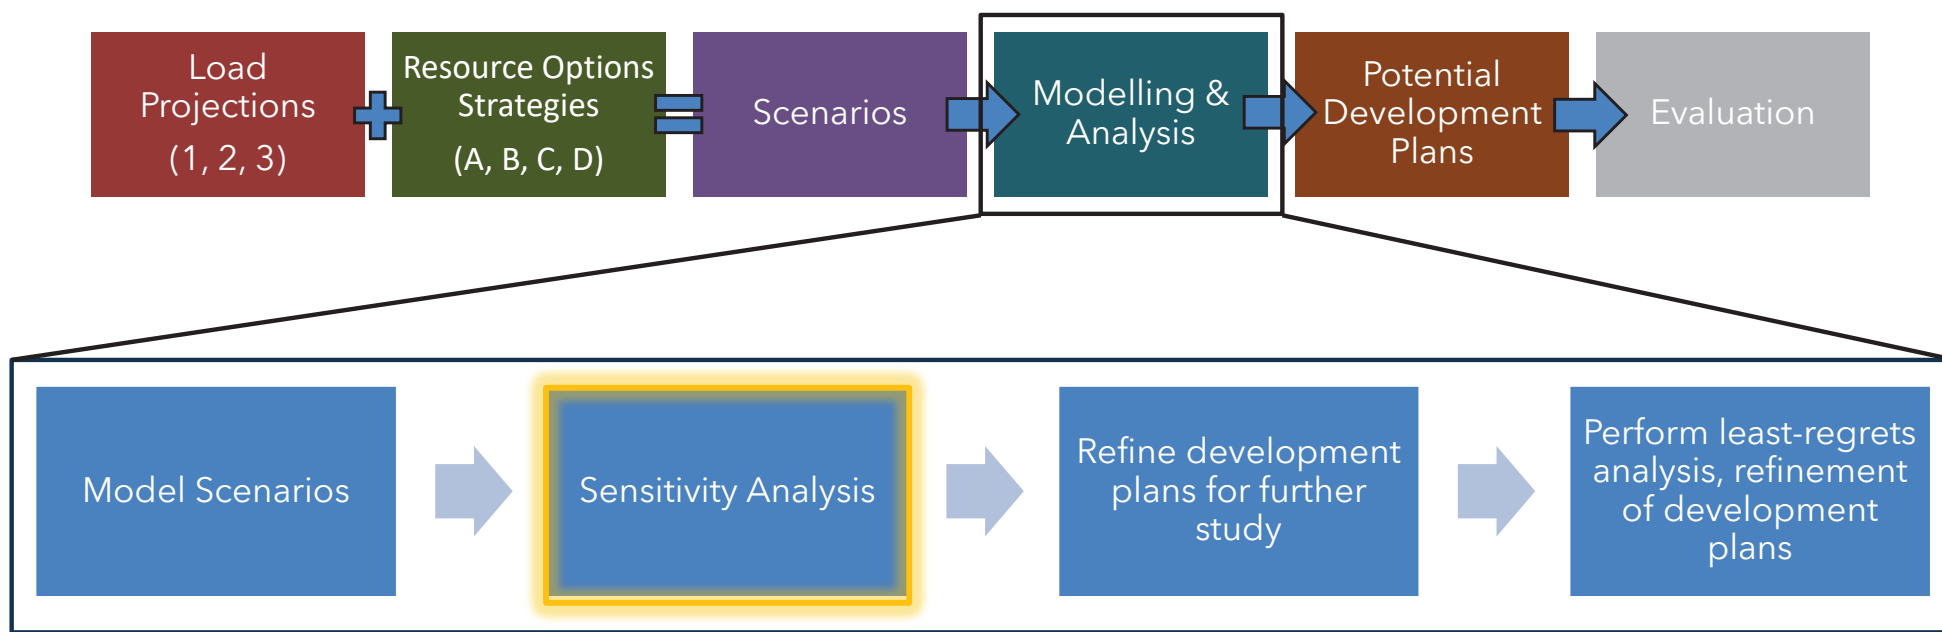 Load
Projections
(1, 2, 3)
Resource Options
Strategies
(A, B, C, D)
Scenarios
Modelling &
Analysis
Potential
Development
Plans
Evaluation
Model Scenarios
Sensitivity Analysis
Refine development
plans for further
study
Perform least-regrets
analysis, refinement
of development
plans